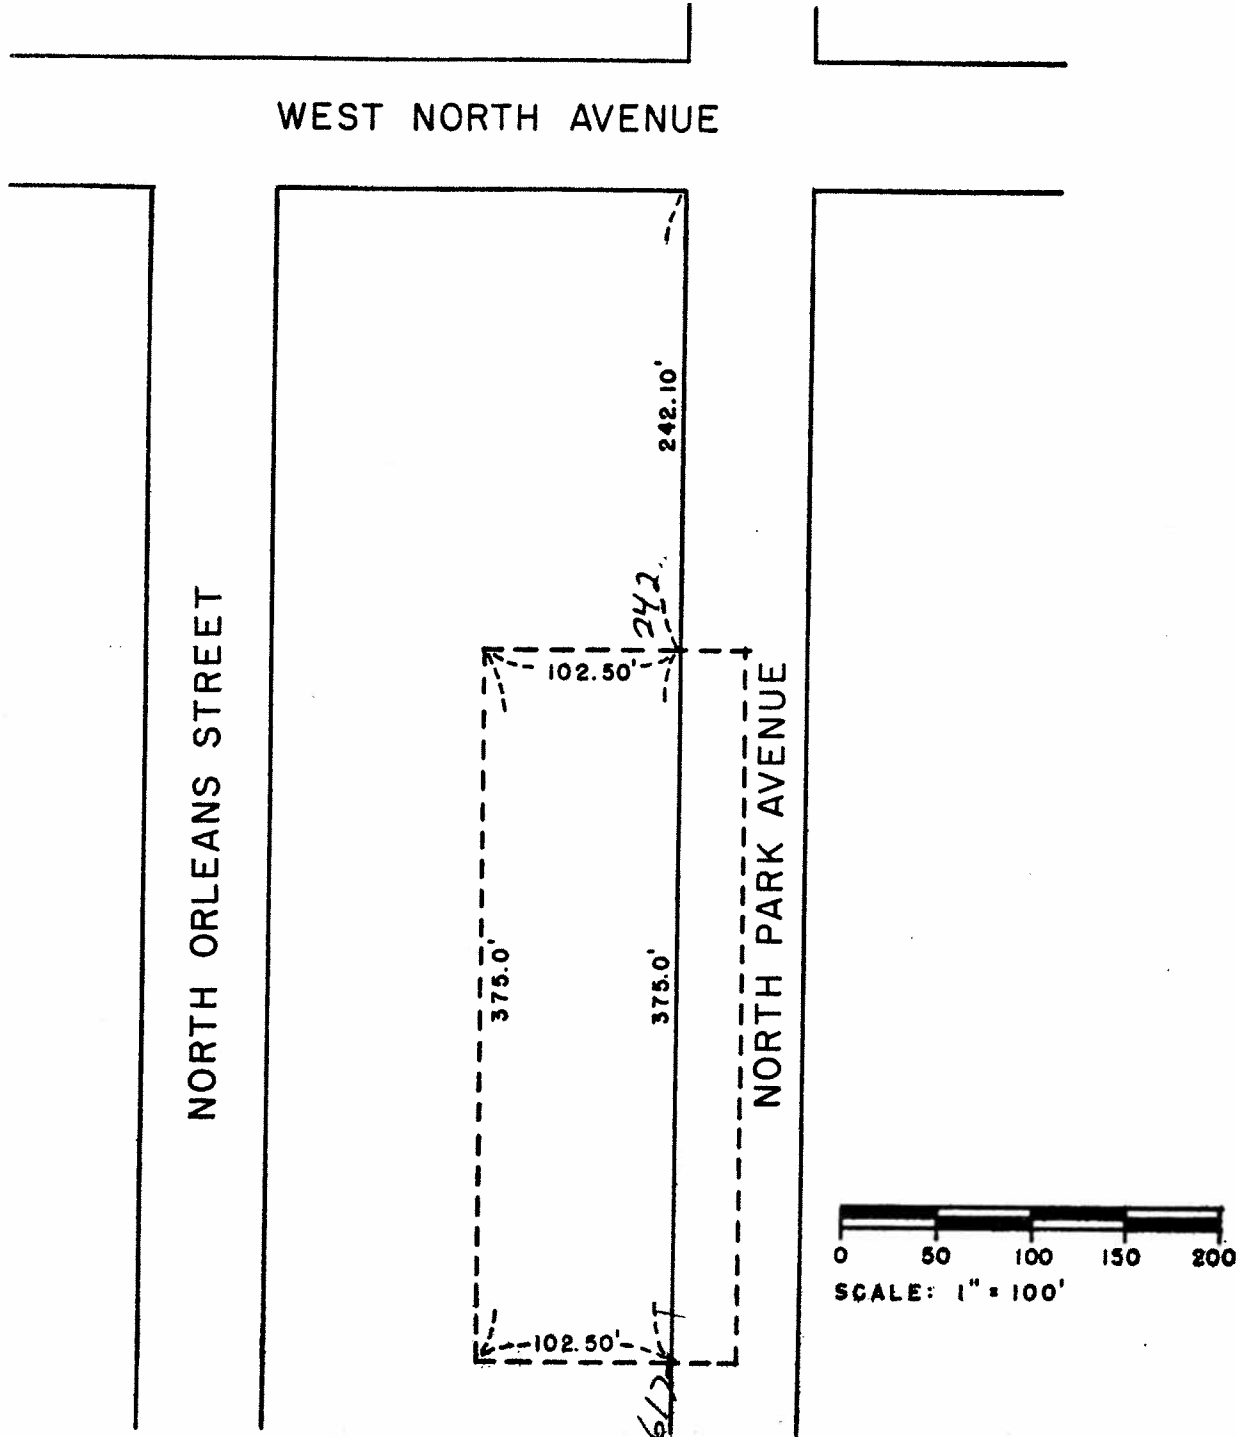 WEST NORTH AVENUE
242.10'
242
102.50'
NORTH ORLEANS STREET
NORTH PARK AVENUE
375.0'
375.0'
0 50 100 150 200
SCALE: 1" = 100'
102.50'
617